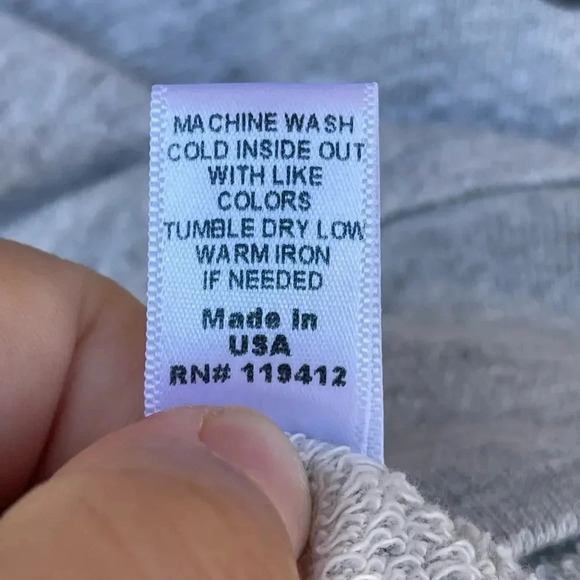 MACHINE WASH
COLD INSIDE OUT
WITH LIKE
COLORS
TUMBLE DRY LOW
WARM IRON
IF NEEDED
Made in
USA
RN# 119412